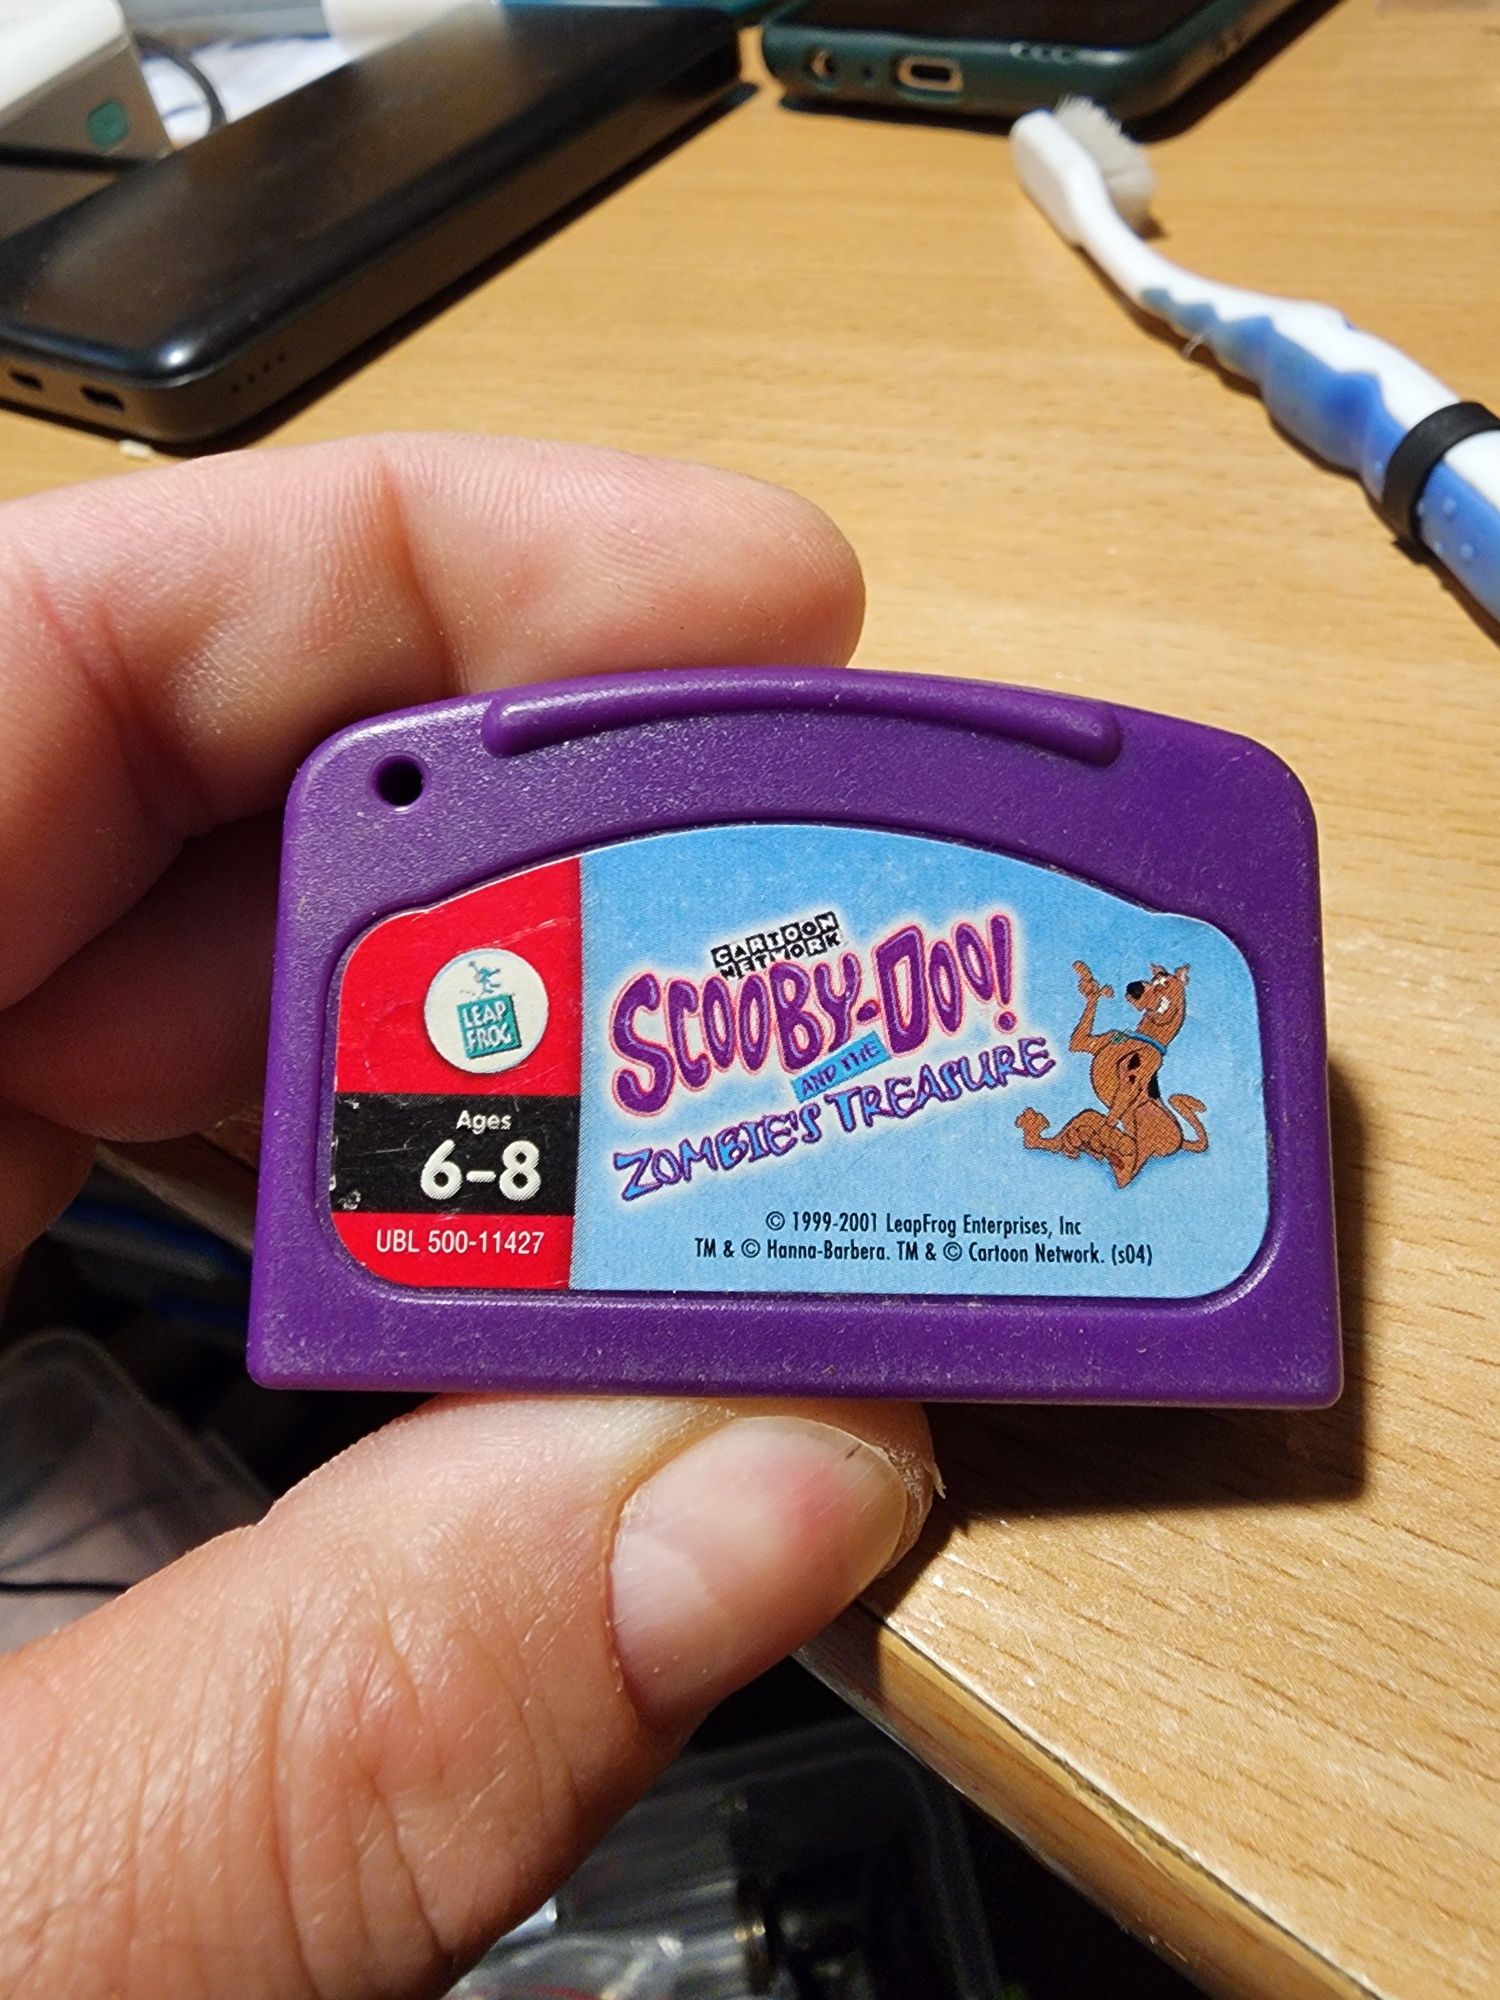 LEAP
FROG
Ages
6-8
UBL 500-11427
CARTOON
NETWORK
SCOOBY-DOO!
AND THE
ZOMBIE'S TREASURE
© 1999-2001 LeapFrog Enterprises, Inc
TM & © Hanna-Barbera. TM & © Cartoon Network. (s04)